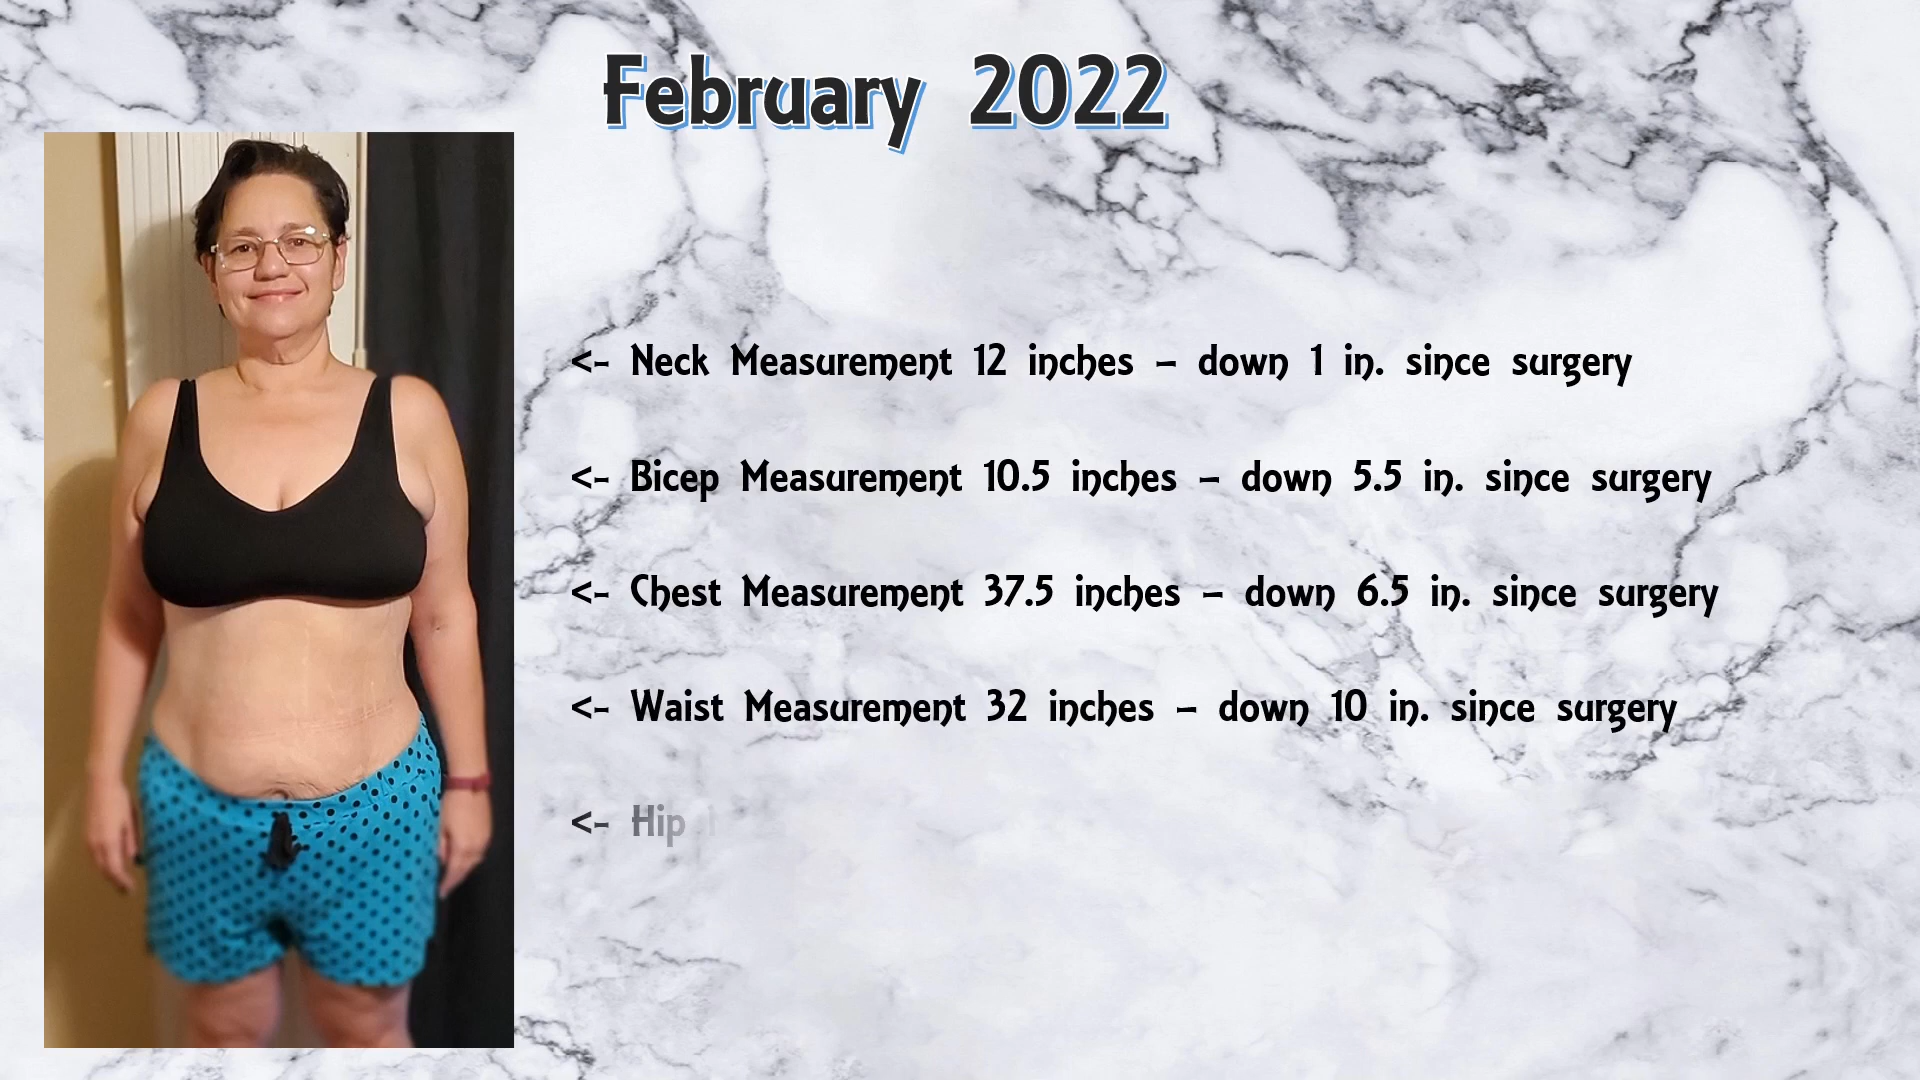 February 2022
<- Neck Measurement 12 inches – down 1 in. since surgery
<- Bicep Measurement 10.5 inches – down 5.5 in. since surgery
<- Chest Measurement 37.5 inches – down 6.5 in. since surgery
<- Waist Measurement 32 inches – down 10 in. since surgery
<- Hip